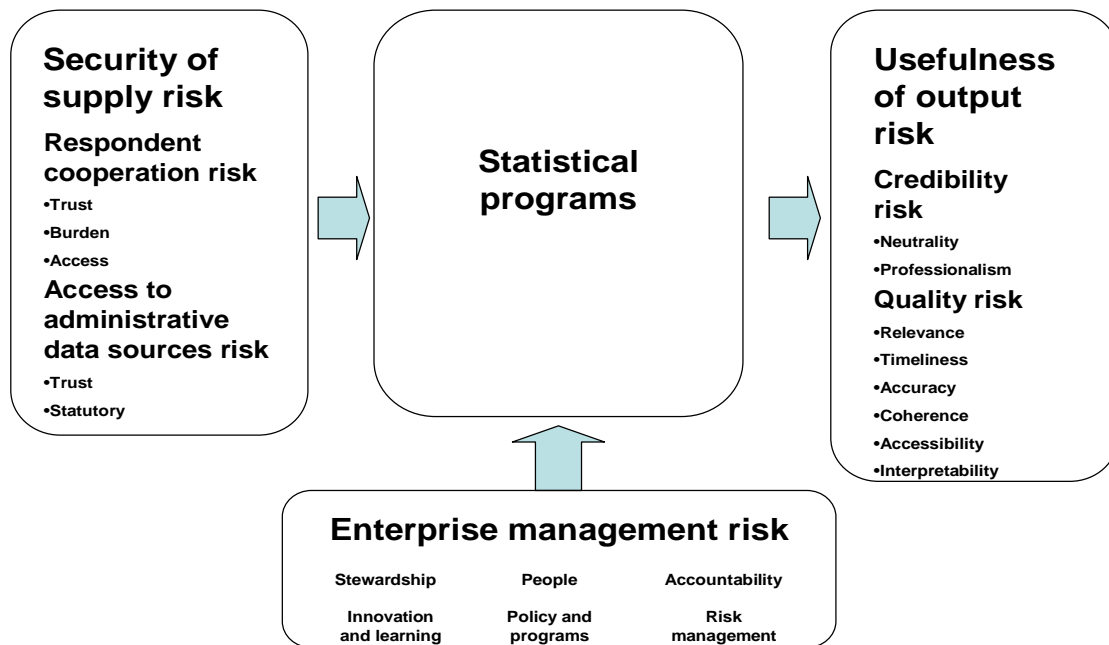 Security of
supply risk
Respondent
cooperation risk
•Trust
•Burden
•Access
Access to
administrative
data sources risk
•Trust
•Statutory
Statistical
programs
Usefulness
of output
risk
Credibility
risk
•Neutrality
•Professionalism
Quality risk
•Relevance
•Timeliness
•Accuracy
•Coherence
•Accessibility
•Interpretability
Enterprise management risk
Stewardship People Accountability
Innovation Policy and Risk
and learning programs management